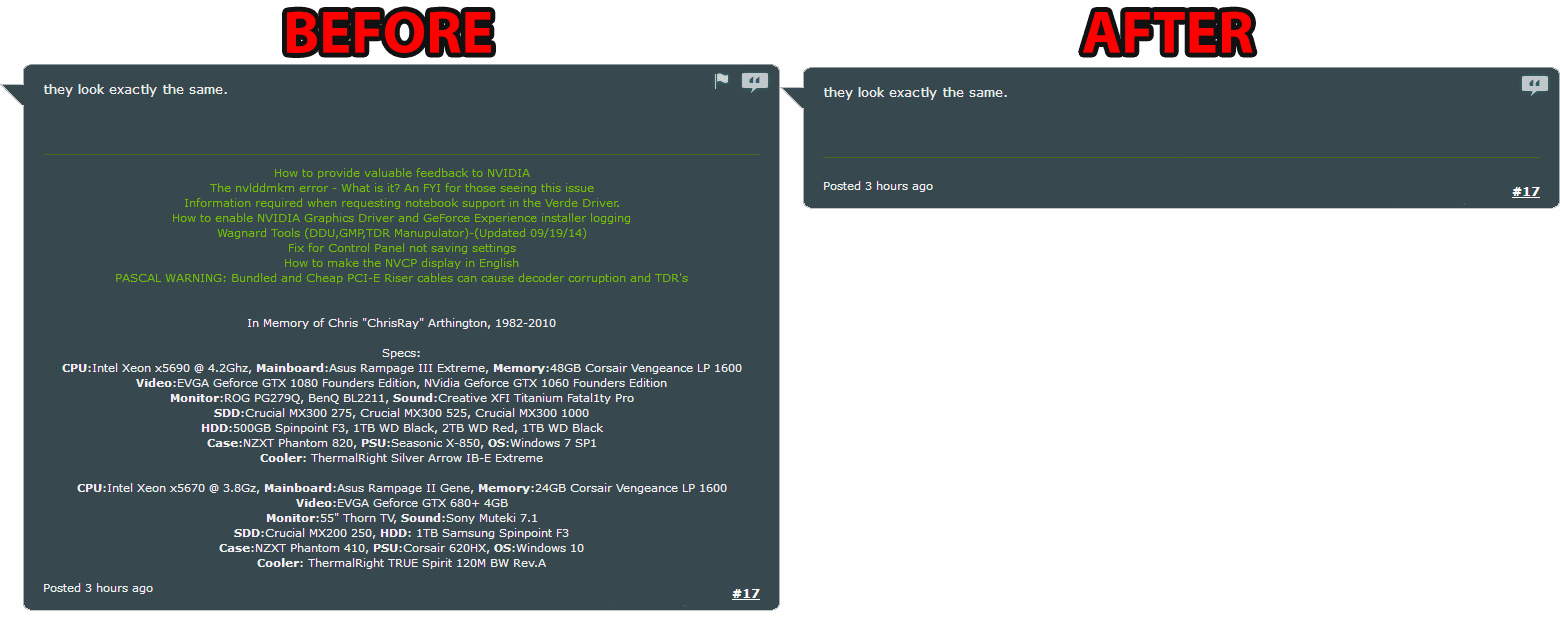 BEFORE
they look exactly the same.
How to provide valuable feedback to NVIDIA
The nvlddmkm error - What is it? An FYI for those seeing this issue
Information required when requesting notebook support in the Verde Driver.
How to enable NVIDIA Graphics Driver and GeForce Experience installer logging
Wagnard Tools (DDU,GMP,TDR Manupulator)-(Updated 09/19/14)
Fix for Control Panel not saving settings
How to make the NVCP display in English
PASCAL WARNING: Bundled and Cheap PCI-E Riser cables can cause decoder corruption and TDR's
In Memory of Chris "ChrisRay" Arthington, 1982-2010
Specs:
CPU:Intel Xeon x5690 @ 4.2Ghz, Mainboard:Asus Rampage III Extreme, Memory:48GB Corsair Vengeance LP 1600
Video:EVGA Geforce GTX 1080 Founders Edition, NVidia Geforce GTX 1060 Founders Edition
Monitor:ROG PG279Q, BenQ BL2211, Sound:Creative XFI Titanium Fatal1ty Pro
SDD:Crucial MX300 275, Crucial MX300 525, Crucial MX300 1000
HDD:500GB Spinpoint F3, 1TB WD Black, 2TB WD Red, 1TB WD Black
Case:NZXT Phantom 820, PSU:Seasonic X-850, OS:Windows 7 SP1
Cooler: ThermalRight Silver Arrow IB-E Extreme
CPU:Intel Xeon x5670 @ 3.8Gz, Mainboard:Asus Rampage II Gene, Memory:24GB Corsair Vengeance LP 1600
Video:EVGA Geforce GTX 680+ 4GB
Monitor:55" Thorn TV, Sound:Sony Muteki 7.1
SDD:Crucial MX200 250, HDD: 1TB Samsung Spinpoint F3
Case:NZXT Phantom 410, PSU:Corsair 620HX, OS:Windows 10
Cooler: ThermalRight TRUE Spirit 120M BW Rev.A
Posted 3 hours ago
#17
AFTER
they look exactly the same.
Posted 3 hours ago
#17